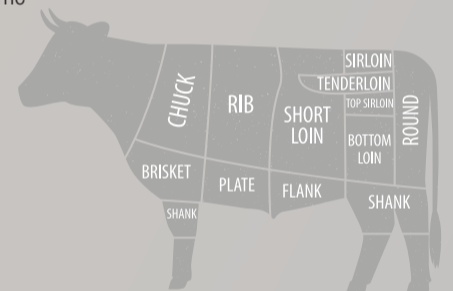 CHUCK
RIB
SHORT
LOIN
SIRLOIN
TENDERLOIN
TOP SIRLOIN
BOTTOM
LOIN
ROUND
BRISKET
PLATE
FLANK
SHANK
SHANK